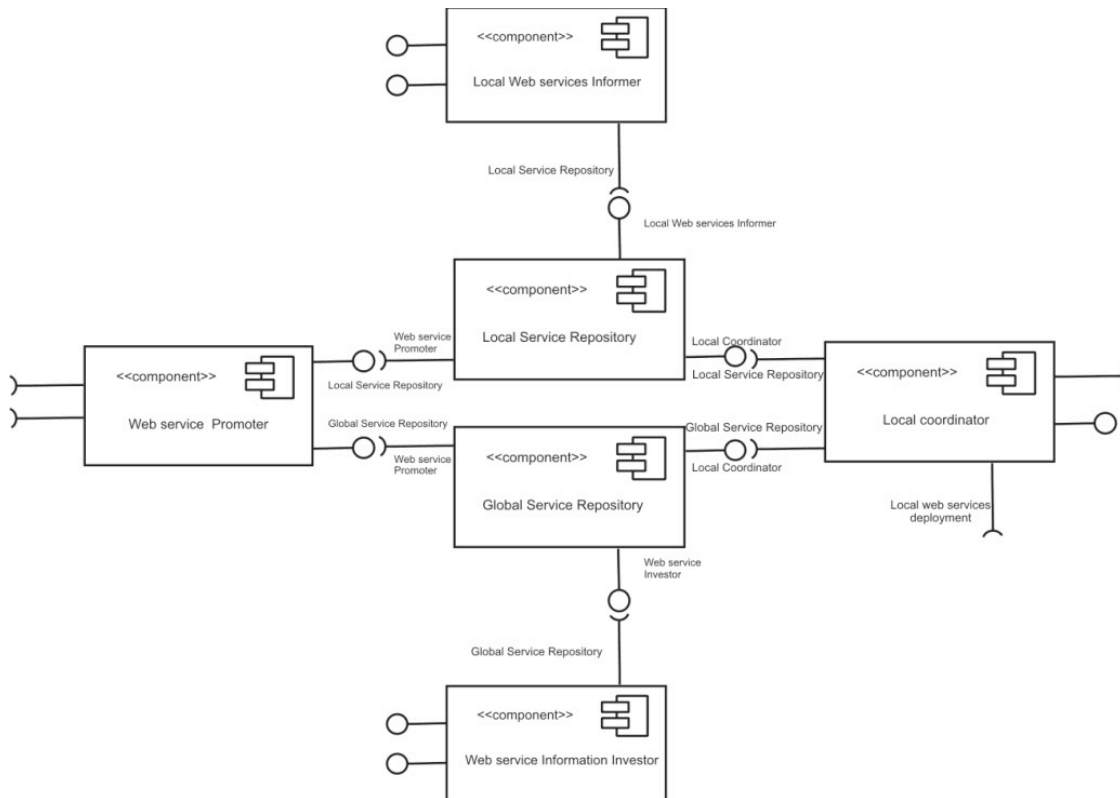 <<component>>
Local Web services Informer
Local Service Repository
Local Web services Informer
<<component>>
Local Service Repository
Web service
Promoter
Local Service Repository
Local Coordinator
Local Service Repository
<<component>>
Web service  Promoter
<<component>>
Local coordinator
Global Service Repository
Web service
Promoter
<<component>>
Global Service Repository
Global Service Repository
Local Coordinator
Local web services
deployment
Web service
Investor
Global Service Repository
<<component>>
Web service Information Investor